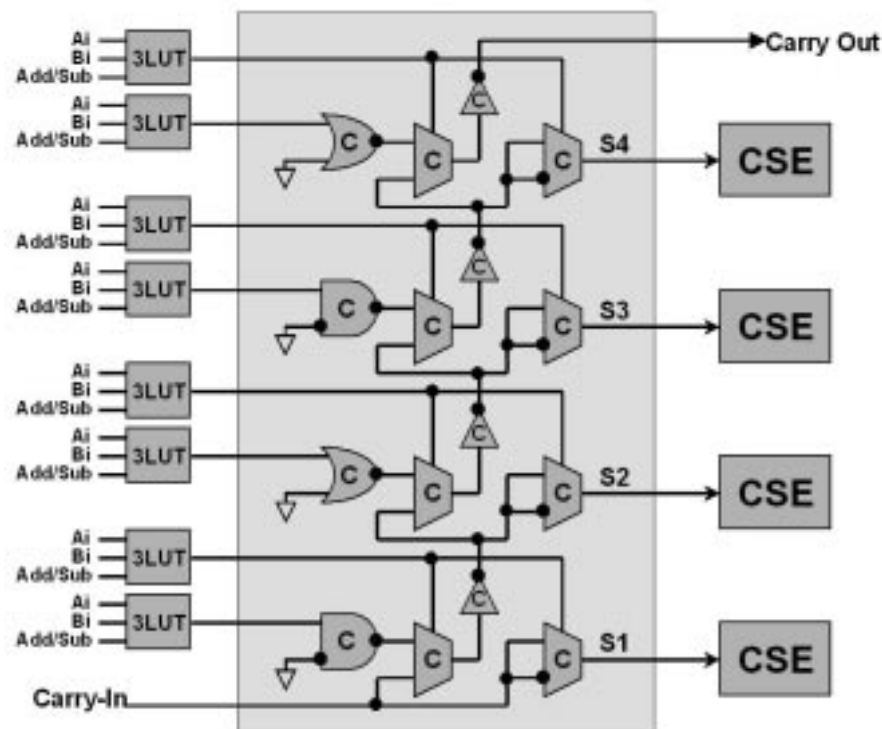 Ai
Bi 3LUT
Add/Sub
Carry Out
C
Ai
Bi 3LUT
Add/Sub
C C C S4 CSE
Ai
Bi 3LUT
Add/Sub
C
Ai
Bi 3LUT
Add/Sub
C C C S3 CSE
Ai
Bi 3LUT
Add/Sub
C
Ai
Bi 3LUT
Add/Sub
C C C S2 CSE
Ai
Bi 3LUT
Add/Sub
C
Ai
Bi 3LUT
Add/Sub
C C C S1 CSE
Carry-In